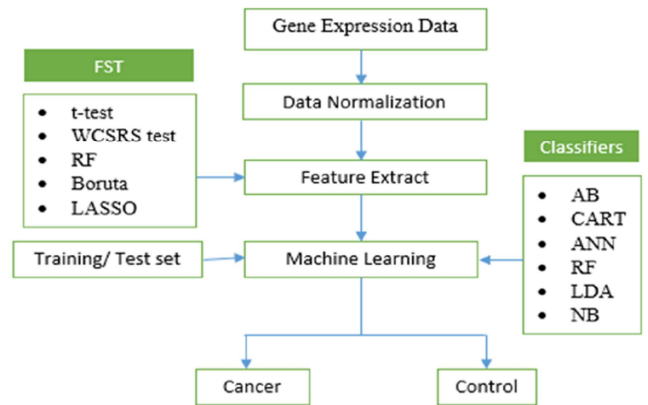 Gene Expression Data
FST
Data Normalization
• t-test
• WCSRS test
• RF
• Boruta
• LASSO
Classifiers
Feature Extract
• AB
• CART
• ANN
• RF
• LDA
• NB
Training/ Test set
Machine Learning
Cancer
Control